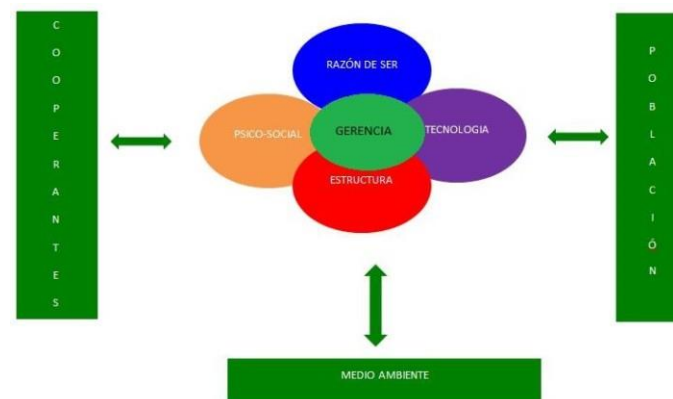 COOPERANTES
RAZÓN DE SER
PSICO-SOCIAL
GERENCIA
TECNOLOGIA
ESTRUCTURA
POBLACIÓN
MEDIO AMBIENTE